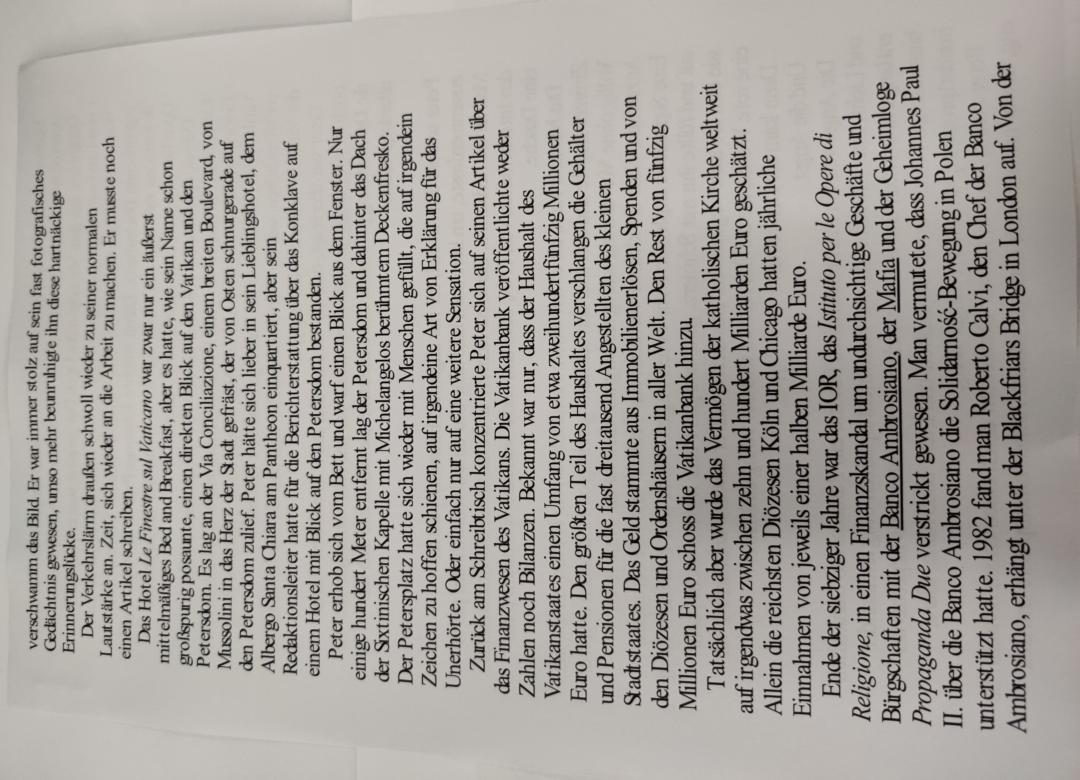 verschwamm das Bild. Er war immer stolz auf sein fast fotografisches
Gedächtnis gewesen, umso mehr beunruhigte ihn diese hartnäckige
Erinnerungslücke.
Der Verkehrslärm draußen schwoll wieder zu seiner normalen
Lautstärke an. Zeit, sich wieder an die Arbeit zu machen. Er musste noch
einen Artikel schreiben.
Das Hotel Le Finestre sul Vaticano war zwar nur ein äußerst
mittelmäßiges Bed and Breakfast, aber es hatte, wie sein Name schon
großspurig posaunte, einen direkten Blick auf den Vatikan und den
Petersdom. Es lag an der Via Conciliazione, einem breiten Boulevard, von
Mussolini in das Herz der Stadt gefräst, der von Osten schnurgerade auf
den Petersdom zulief. Peter hätte sich lieber in sein Lieblingshotel, dem
Albergo Santa Chiara am Pantheon einquartiert, aber sein
Redaktionsleiter hatte für die Berichterstattung über das Konklave auf
einem Hotel mit Blick auf den Petersdom bestanden.
Peter erhob sich vom Bett und warf einen Blick aus dem Fenster. Nur
einige hundert Meter entfernt lag der Petersdom und dahinter das Dach
der Sixtinischen Kapelle mit Michelangelos berühmtem Deckenfresko.
Der Petersplatz hatte sich wieder mit Menschen gefüllt, die auf irgendein
Zeichen zu hoffen schienen, auf irgendeine Art von Erklärung für das
Unerhörte. Oder einfach nur auf eine weitere Sensation.
Zurück am Schreibtisch konzentrierte Peter sich auf seinen Artikel über
das Finanzwesen des Vatikans. Die Vatikanbank veröffentlichte weder
Zahlen noch Bilanzen. Bekannt war nur, dass der Haushalt des
Vatikanstaates einen Umfang von etwa zweihundertfünfzig Millionen
Euro hatte. Den größten Teil des Haushaltes verschlangen die Gehälter
und Pensionen für die fast dreitausend Angestellten des kleinen
Stadtstaates. Das Geld stammte aus Immobilienerlösen, Spenden und von
den Diözesen und Ordenshäusern in aller Welt. Den Rest von fünfzig
Millionen Euro schoss die Vatikanbank hinzu.
Tatsächlich aber wurde das Vermögen der katholischen Kirche weltweit
auf irgendwas zwischen zehn und hundert Milliarden Euro geschätzt.
Allein die reichsten Diözesen Köln und Chicago hatten jährliche
Einnahmen von jeweils einer halben Milliarde Euro.
Ende der siebziger Jahre war das IOR, das Istituto per le Opere di
Religione, in einen Finanzskandal um undurchsichtige Geschäfte und
Bürgschaften mit der Banco Ambrosiano, der Mafia und der Geheimloge
Propaganda Due verstrickt gewesen. Man vermutete, dass Johannes Paul
II. über die Banco Ambrosiano die Solidarność-Bewegung in Polen
unterstützt hatte. 1982 fand man Roberto Calvi, den Chef der Banco
Ambrosiano, erhängt unter der Blackfriars Bridge in London auf. Von der